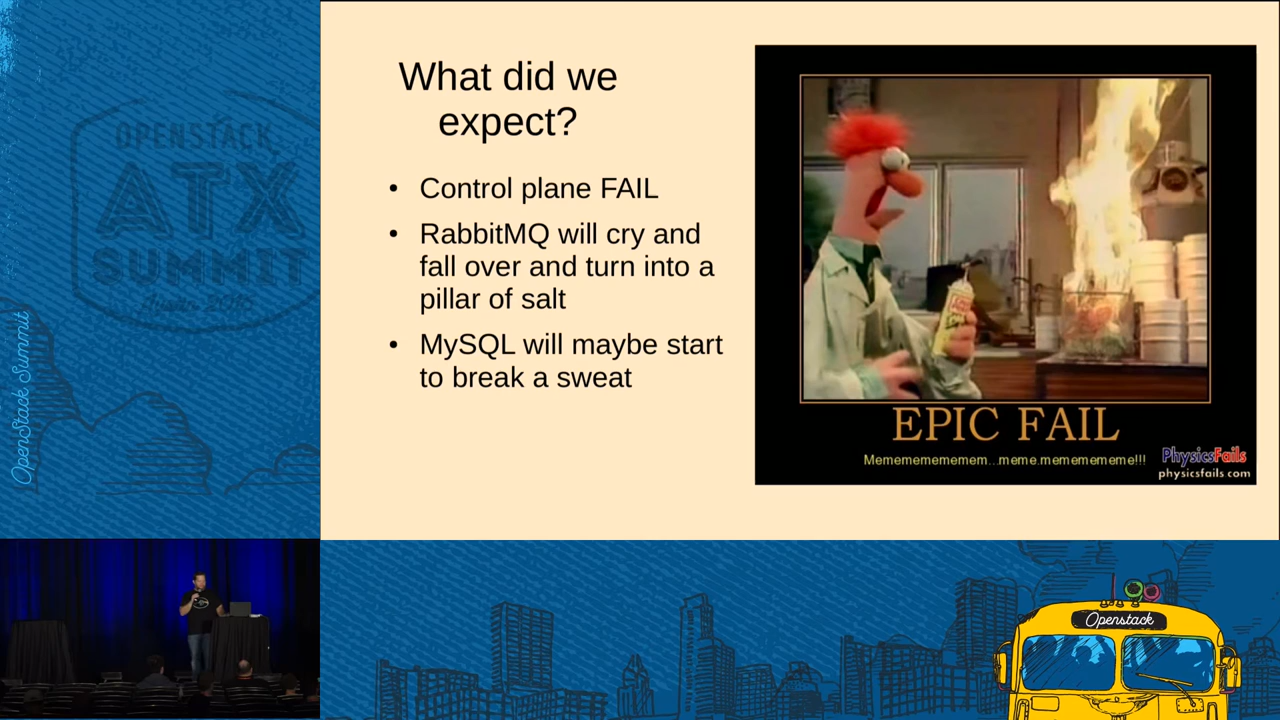 OPENSTACK
ATX
SUMMIT
Austin 2016
OpenStack Summit
What did we
expect?
• Control plane FAIL
• RabbitMQ will cry and
fall over and turn into a
pillar of salt
• MySQL will maybe start
to break a sweat
EPIC FAIL
Mememememem...meme.mememememe!!!
PhysicsFails
physicsfails.com
Openstack